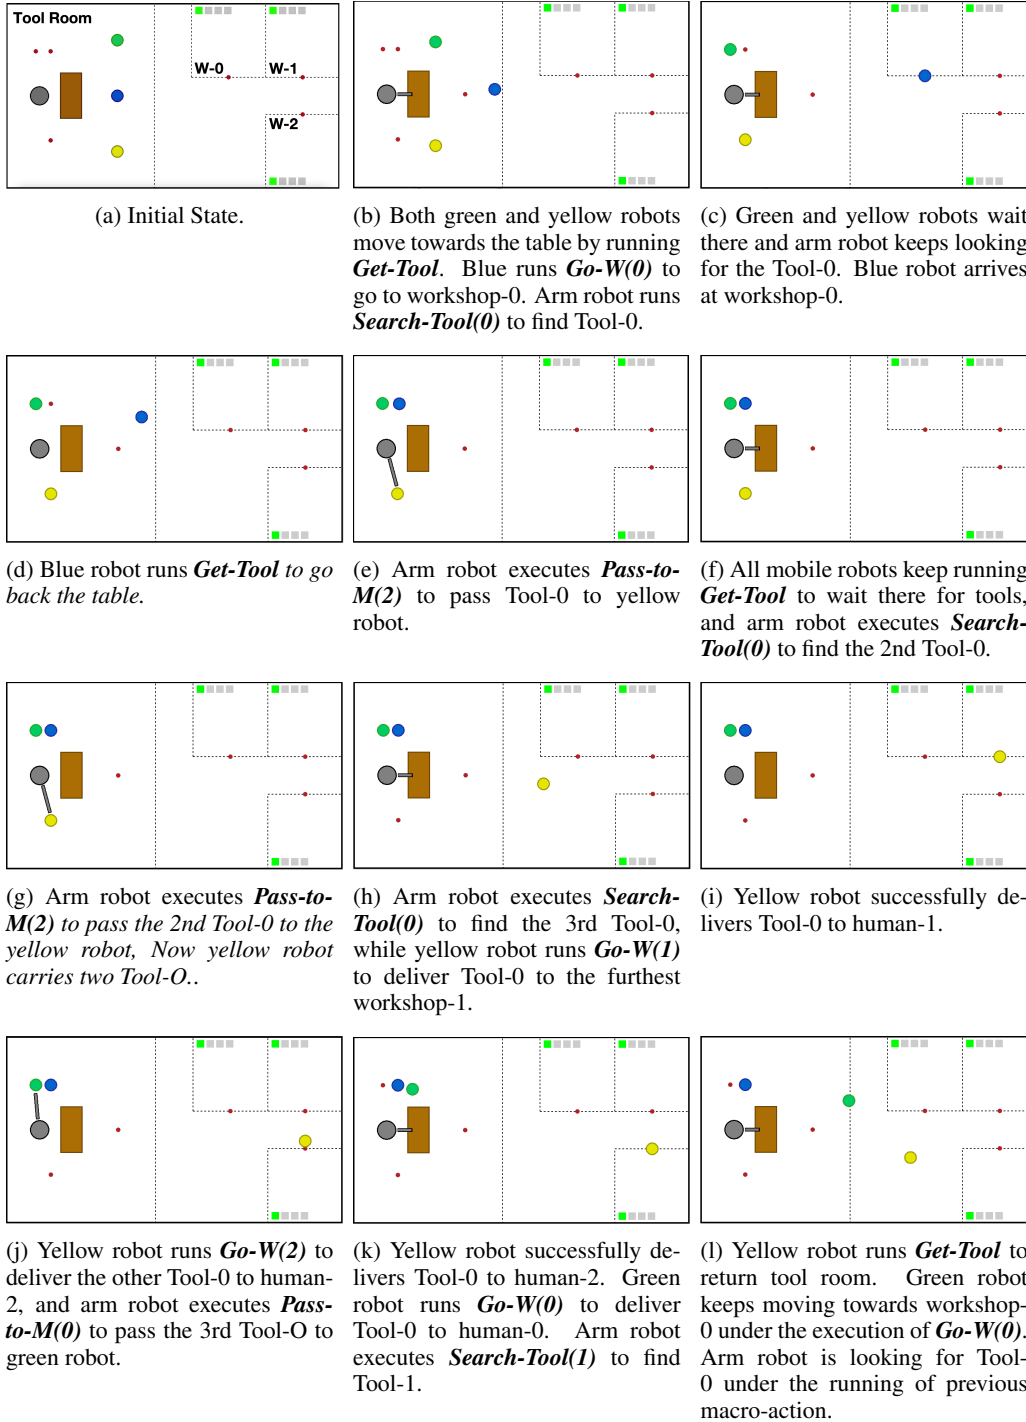 Tool Room
W-0
W-1
W-2
(a) Initial State.
(b) Both green and yellow robots
move towards the table by running
Get-Tool. Blue runs Go-W(0) to
go to workshop-0. Arm robot runs
Search-Tool(0) to find Tool-0.
(c) Green and yellow robots wait
there and arm robot keeps looking
for the Tool-0. Blue robot arrives
at workshop-0.
(d) Blue robot runs Get-Tool to go
back the table.
(e) Arm robot executes Pass-to-
M(2) to pass Tool-0 to yellow
robot.
(f) All mobile robots keep running
Get-Tool to wait there for tools,
and arm robot executes Search-
Tool(0) to find the 2nd Tool-0.
(g) Arm robot executes Pass-to-
M(2) to pass the 2nd Tool-0 to the
yellow robot, Now yellow robot
carries two Tool-O..
(h) Arm robot executes Search-
Tool(0) to find the 3rd Tool-0,
while yellow robot runs Go-W(1)
to deliver Tool-0 to the furthest
workshop-1.
(i) Yellow robot successfully de-
livers Tool-0 to human-1.
(j) Yellow robot runs Go-W(2) to
deliver the other Tool-0 to human-
2, and arm robot executes Pass-
to-M(0) to pass the 3rd Tool-O to
green robot.
(k) Yellow robot successfully de-
livers Tool-0 to human-2. Green
robot runs Go-W(0) to deliver
Tool-0 to human-0. Arm robot
executes Search-Tool(1) to find
Tool-1.
(l) Yellow robot runs Get-Tool to
return tool room. Green robot
keeps moving towards workshop-
0 under the execution of Go-W(0).
Arm robot is looking for Tool-
0 under the running of previous
macro-action.